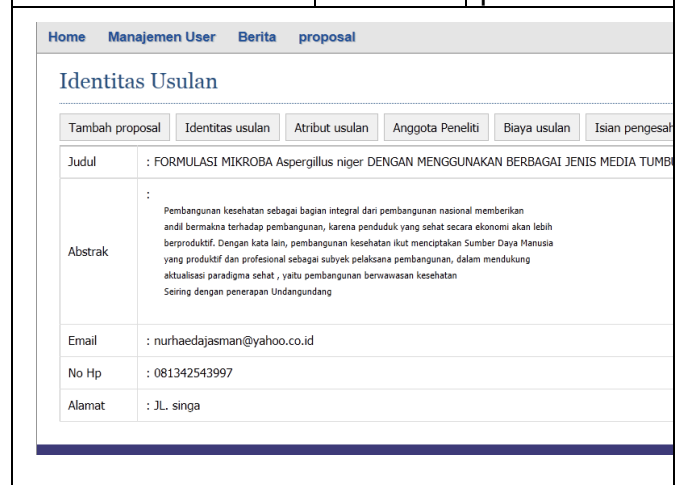 Home Manajemen User Berita proposal
Identitas Usulan
Tambah proposal Identitas usulan Atribut usulan Anggota Peneliti Biaya usulan Isian
Judul : FORMULASI MIKROBA Aspergillus niger DENGAN MENGGUNAKAN BERBAGAI JENIS MEDIA
Abstrak :
Pembangunan kesehatan sebagai bagian integral dari pembangunan nasional memberikan
andil bermakna terhadap pembangunan, karena penduduk yang sehat secara ekonomi akan lebih
berproduktif. Dengan kata lain, pembangunan kesehatan ikut menciptakan Sumber Daya Manusia
yang produktif dan profesional sebagai subyek pelaksana pembangunan, dalam mendukung
aktualisasi paradigma sehat , yaitu pembangunan berwawasan kesehatan
Seiring dengan penerapan Undangundang
Email : nurhaedajasman@yahoo.co.id
No Hp : 081342543997
Alamat : JL. singa